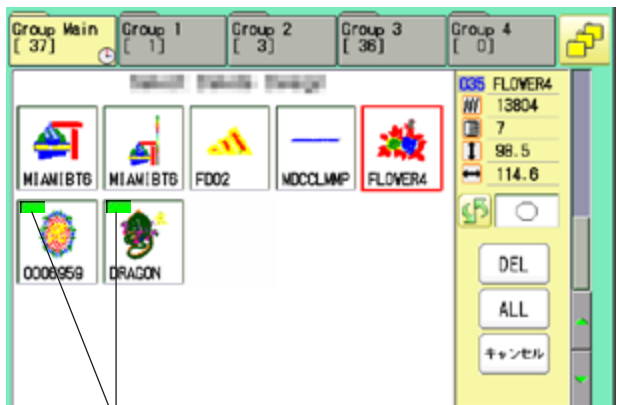 Group Main
[ 37]
Group 1
[ 1]
Group 2
[ 3]
Group 3
[ 36]
Group 4
[ 0]
035 FLOWER4
13804
7
98.5
114.6
MIAMIBT6
MIAMIBT6
FD02
FLOWER4
0006959
DRAGON
DEL
ALL
キャンセル